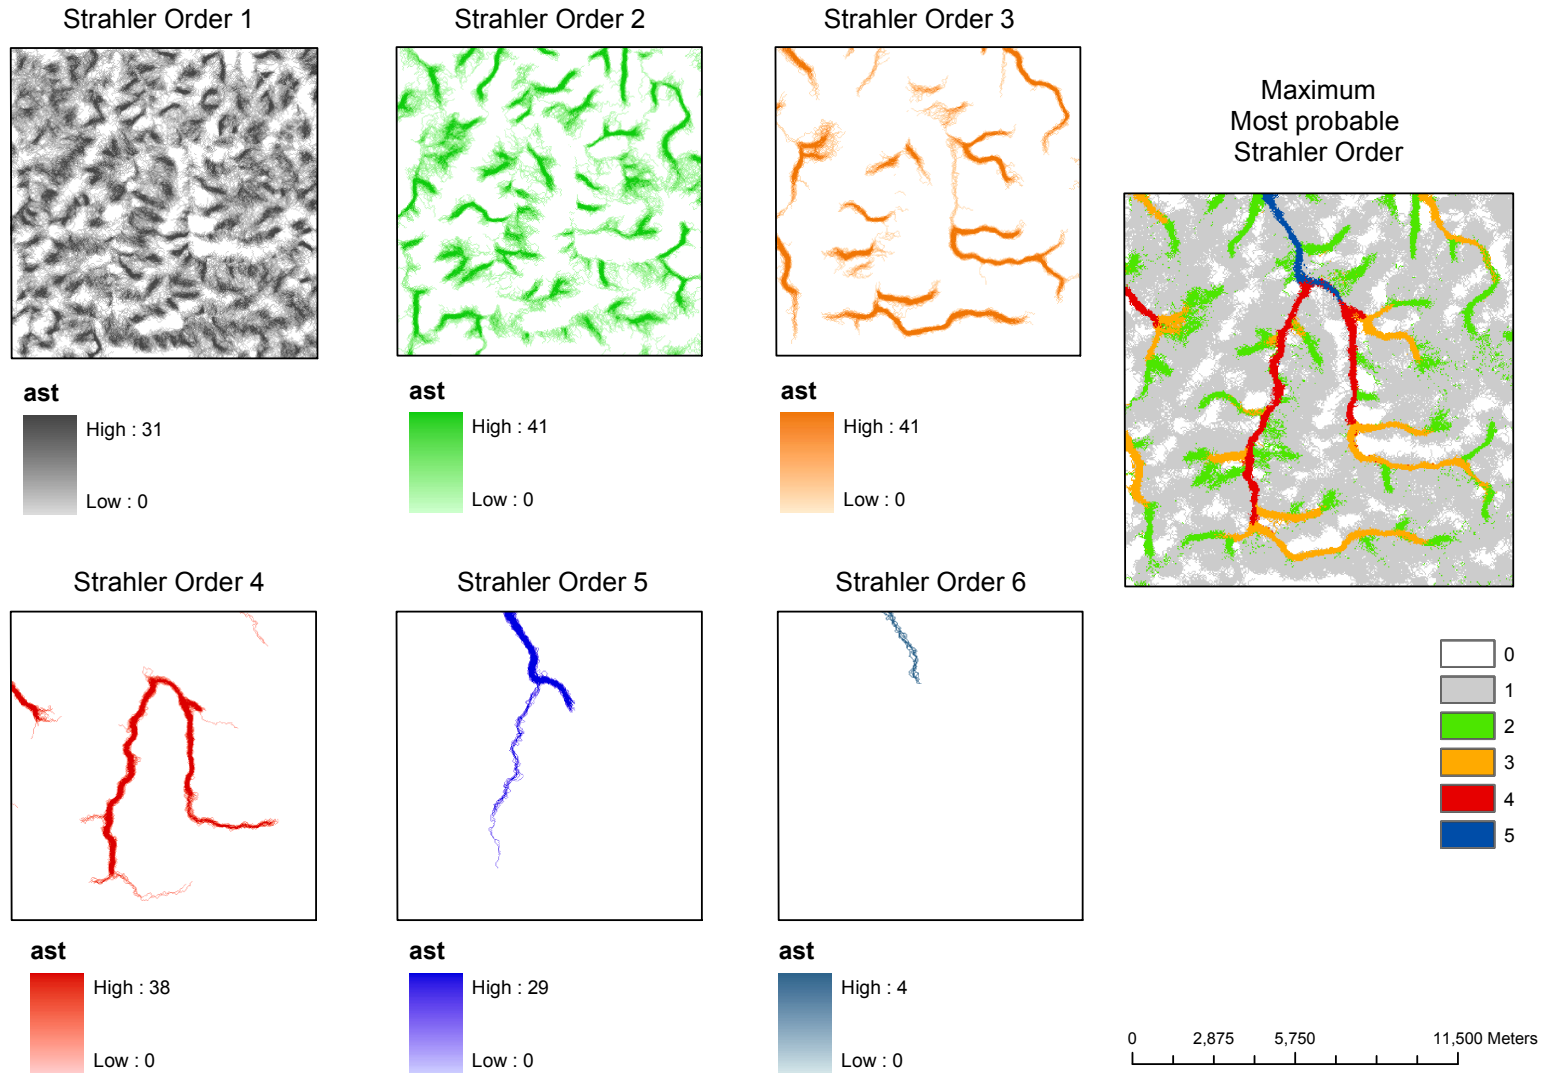 Strahler Order 1
Strahler Order 2
Strahler Order 3
Maximum
Most probable
Strahler Order
ast
High : 31
Low : 0
ast
High : 41
Low : 0
ast
High : 41
Low : 0
Strahler Order 4
Strahler Order 5
Strahler Order 6
0
1
2
3
4
5
ast
High : 38
Low : 0
ast
High : 29
Low : 0
ast
High : 4
Low : 0
0 2,875 5,750 11,500 Meters